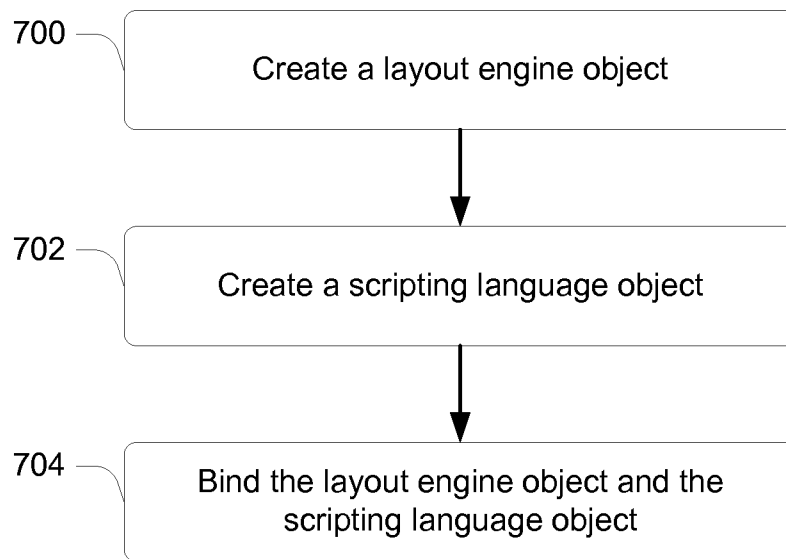 700
Create a layout engine object
702
Create a scripting language object
704
Bind the layout engine object and the
scripting language object